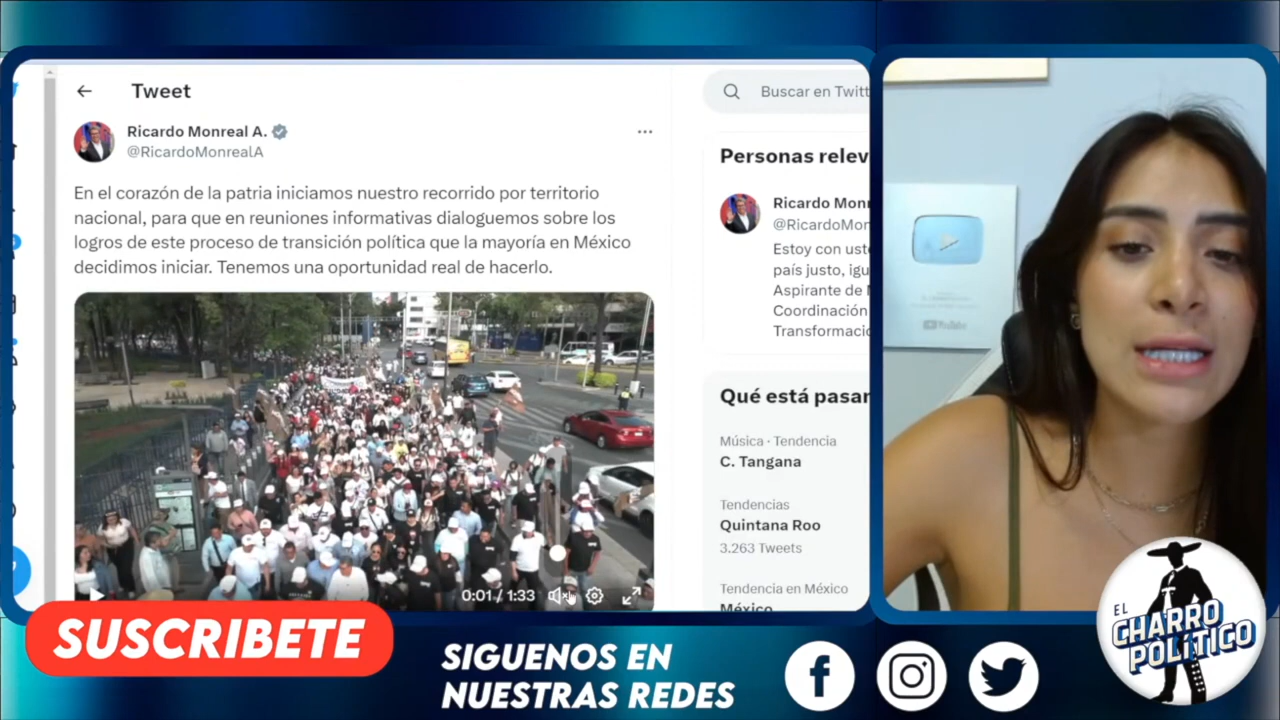 Tweet
Ricardo Monreal A.
@RicardoMonrealA
En el corazón de la patria iniciamos nuestro recorrido por territorio
nacional, para que en reuniones informativas dialoguemos sobre los
logros de este proceso de transición política que la mayoría en México
decidimos iniciar. Tenemos una oportunidad real de hacerlo.
0:01 / 1:33
Buscar en Twitt
Personas relev
Ricardo Monr
@RicardoMon
Estoy con uste
país justo, igu
Aspirante de
Coordinación
Transformaci
Qué está pasar
Música · Tendencia
C. Tangana
Tendencias
Quintana Roo
3.263 Tweets
Tendencia en México
México
YouTube
SUSCRIBETE
SIGUENOS EN
NUESTRAS REDES
EL
CHARRO
POLÍTICO